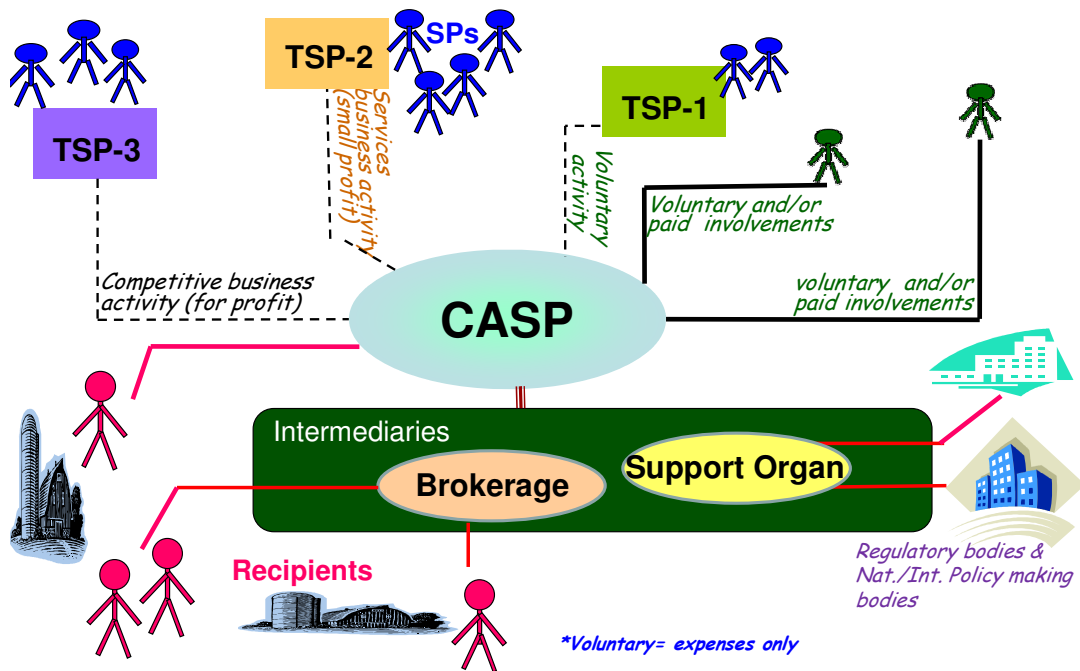 SPs
TSP-2
TSP-1
TSP-3
Services
business activity
(small profit)
Voluntary
activity
Voluntary and/or
paid involvements
voluntary and/or
paid involvements
Competitive business
activity (for profit)
CASP
Intermediaries
Support Organ
Brokerage
Recipients
Regulatory bodies &
Nat./Int. Policy making
bodies
*Voluntary= expenses only